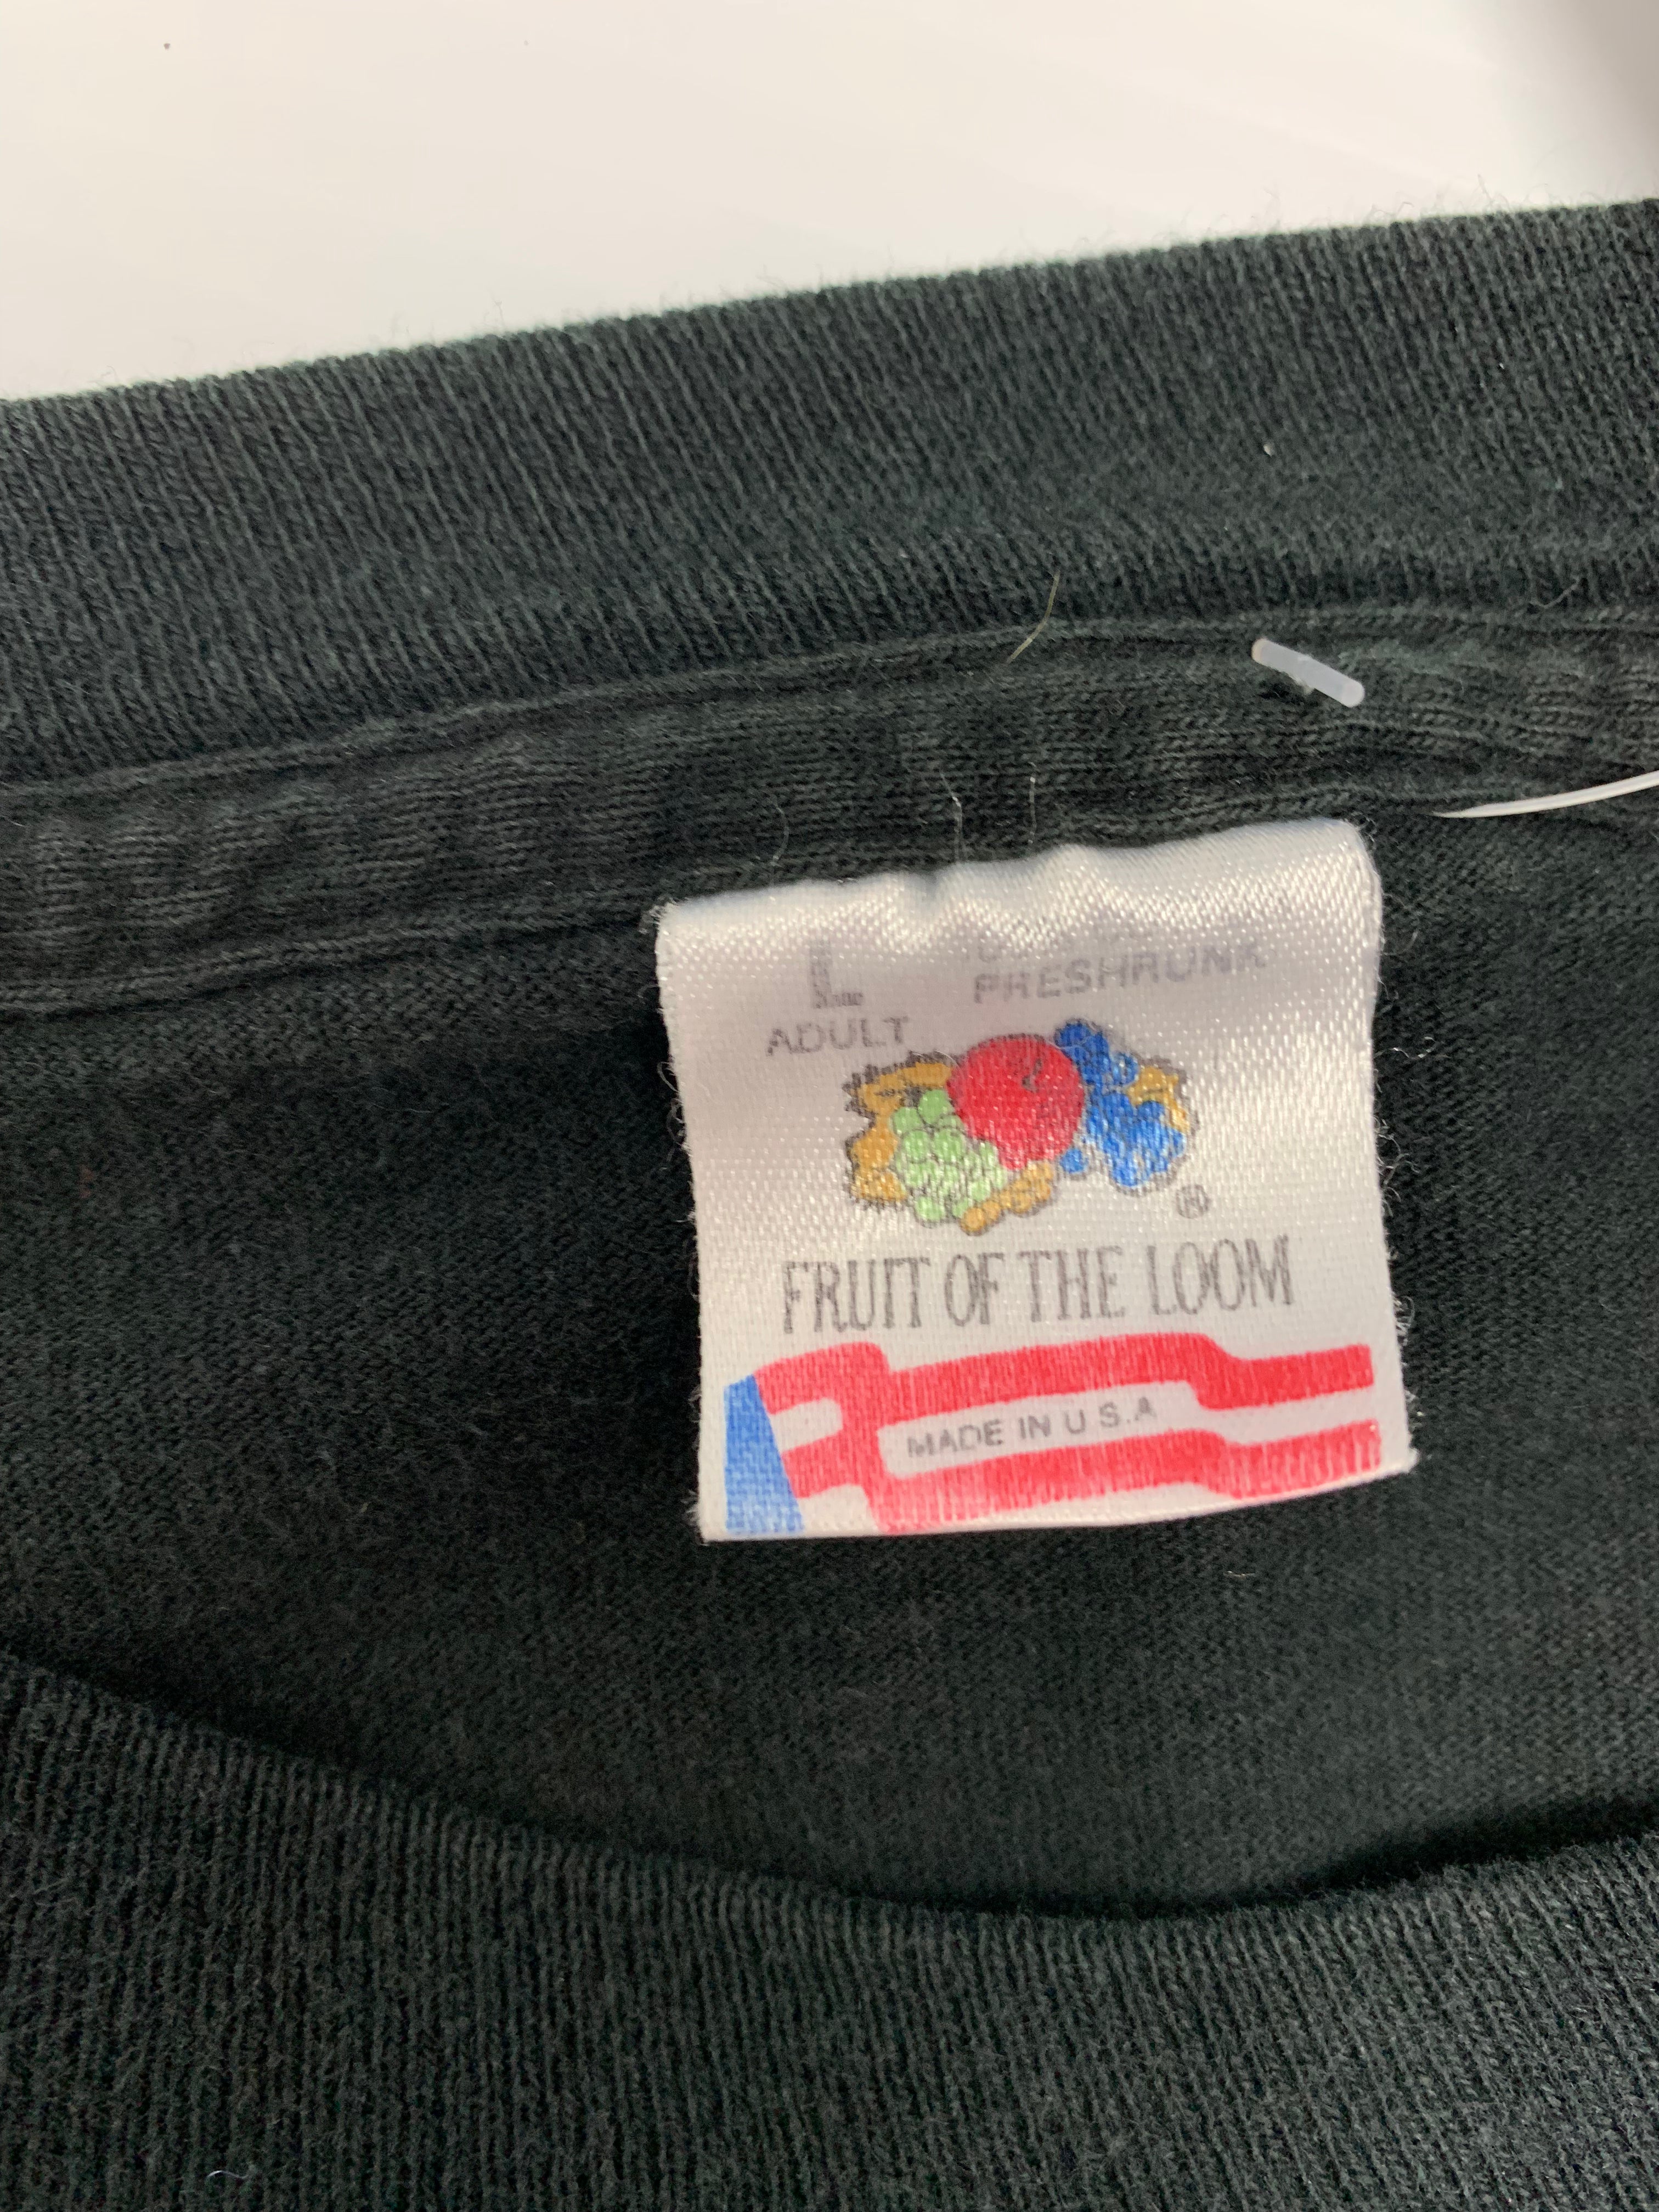 L
PRESHRUNK
ADULT
®
FRUIT OF THE LOOM
MADE IN U.S.A